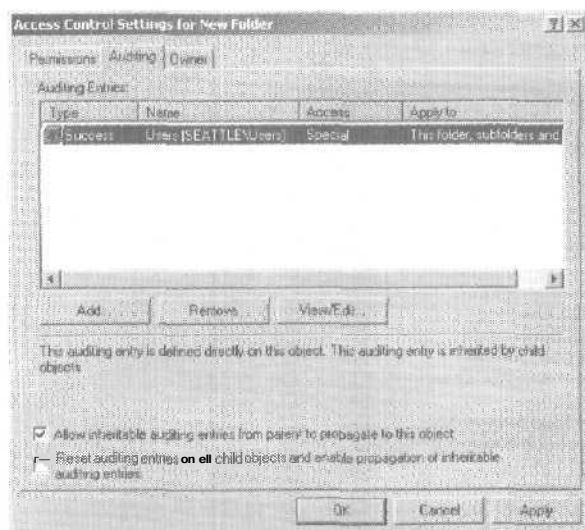 Access Control Settings for New Folder
Permissions Auditing Owner
Auditing Entries:
Type Name Access Apply to
Success Users (SEATTLE\Users) Special This folder, subfolders and
Add... Remove View/Edit...
This auditing entry is defined directly on this object. This auditing entry is inherited by child
objects
Allow inheritable auditing entries from parent to propagate to this object
Reset auditing entries on ell child objects and enable propagation of inheritable
auditing entries.
OK Cancel Apply